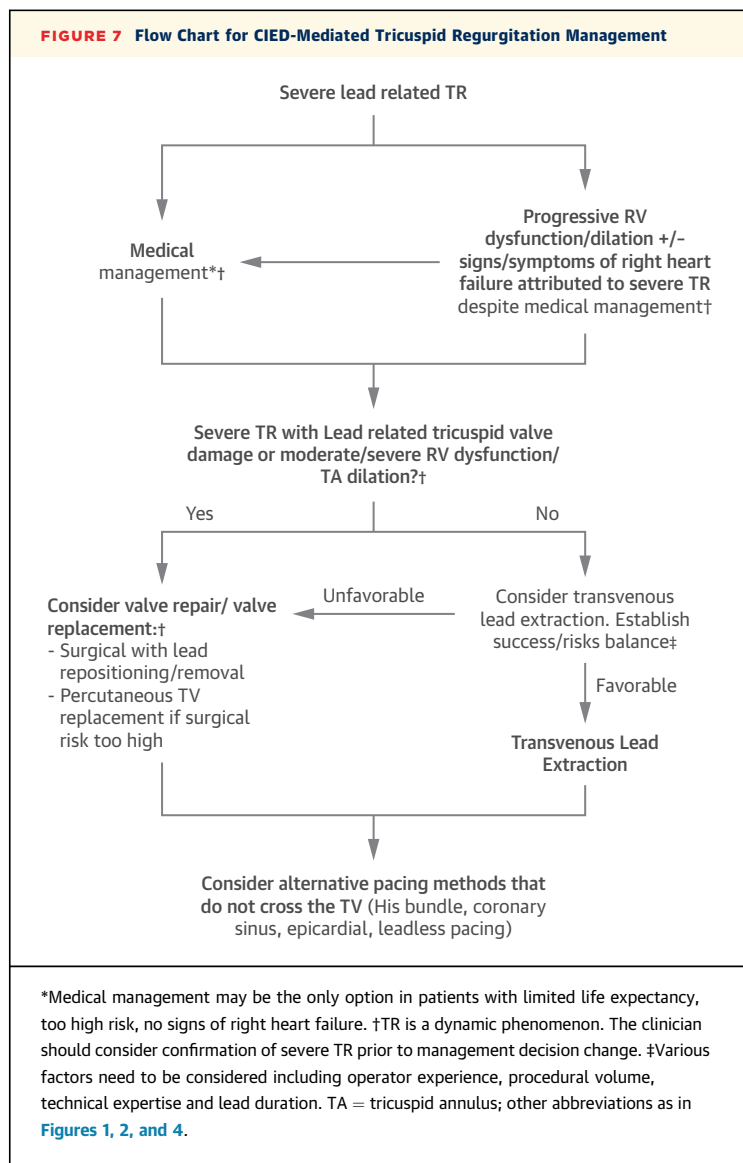 FIGURE 7 Flow Chart for CIED-Mediated Tricuspid Regurgitation Management
Severe lead related TR
Medical
management*†
Progressive RV
dysfunction/dilation +/-
signs/symptoms of right heart
failure attributed to severe TR
despite medical management†
Severe TR with Lead related tricuspid valve
damage or moderate/severe RV dysfunction/
TA dilation?†
Yes
No
Consider valve repair/ valve
replacement:†
- Surgical with lead
repositioning/removal
- Percutaneous TV
replacement if surgical
risk too high
Unfavorable
Consider transvenous
lead extraction. Establish
success/risks balance‡
Favorable
Transvenous Lead
Extraction
Consider alternative pacing methods that
do not cross the TV (His bundle, coronary
sinus, epicardial, leadless pacing)
*Medical management may be the only option in patients with limited life expectancy,
too high risk, no signs of right heart failure. †TR is a dynamic phenomenon. The clinician
should consider confirmation of severe TR prior to management decision change. ‡Various
factors need to be considered including operator experience, procedural volume,
technical expertise and lead duration. TA = tricuspid annulus; other abbreviations as in
Figures 1, 2, and 4.